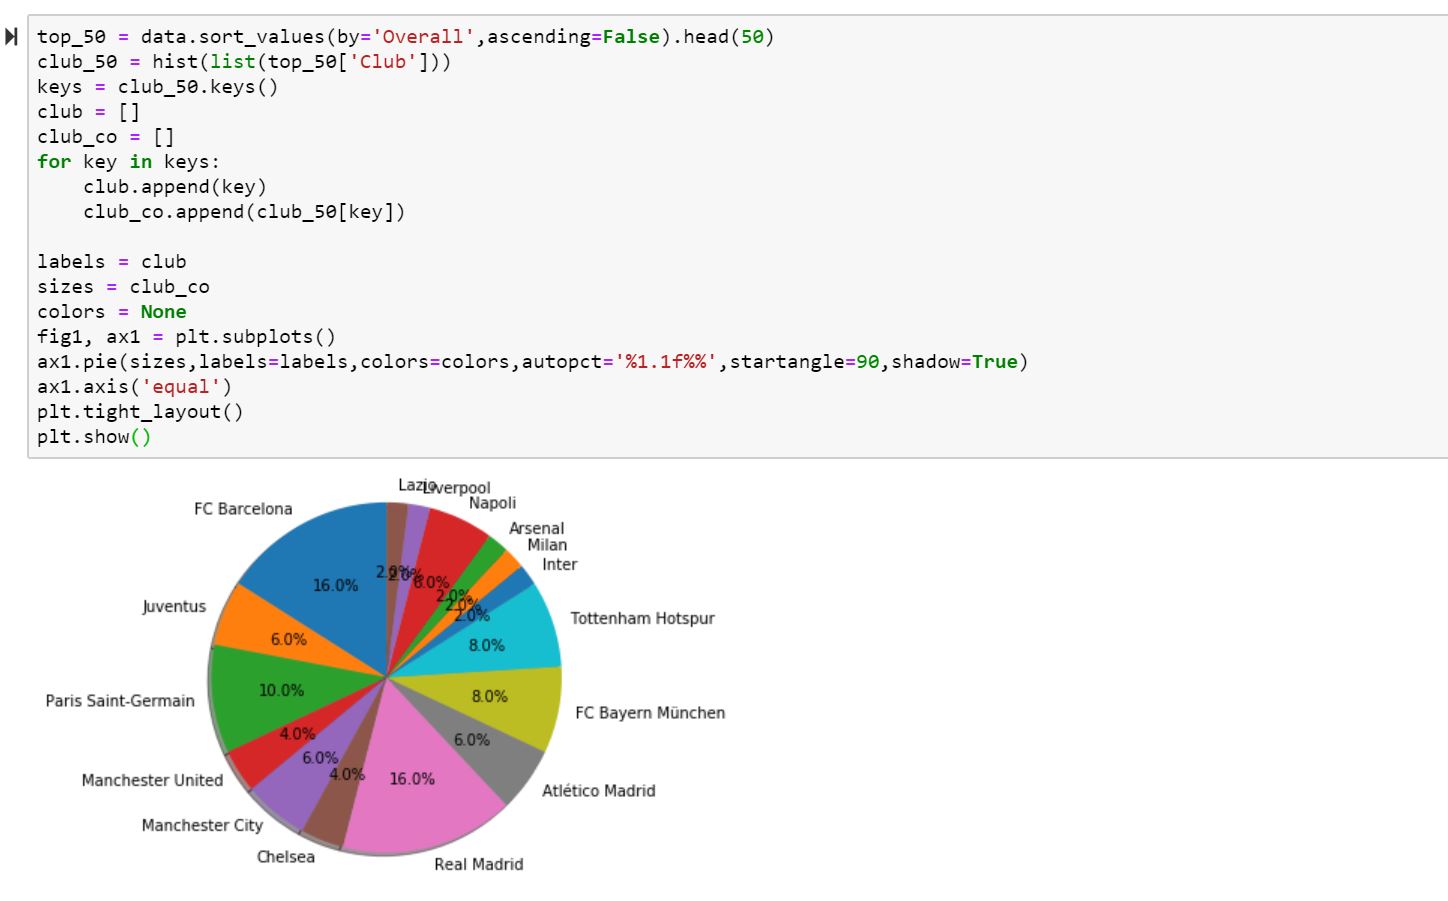 top_50 = data.sort_values(by='Overall',ascending=False).head(50)
club_50 = hist(list(top_50['Club']))
keys = club_50.keys()
club = []
club_co = []
for key in keys:
    club.append(key)
    club_co.append(club_50[key])
labels = club
sizes = club_co
colors = None
fig1, ax1 = plt.subplots()
ax1.pie(sizes,labels=labels,colors=colors,autopct='%1.1f%%',startangle=90,shadow=True)
ax1.axis('equal')
plt.tight_layout()
plt.show()
Lazio
Liverpool
Napoli
FC Barcelona
Arsenal
Milan
Inter
2.0%
2.0%
6.0%
16.0%
2.0%
2.0%
2.0%
Juventus
Tottenham Hotspur
6.0%
8.0%
10.0%
8.0%
Paris Saint-Germain
FC Bayern München
4.0%
6.0%
6.0%
4.0%
16.0%
Manchester United
Atlético Madrid
Manchester City
Chelsea
Real Madrid